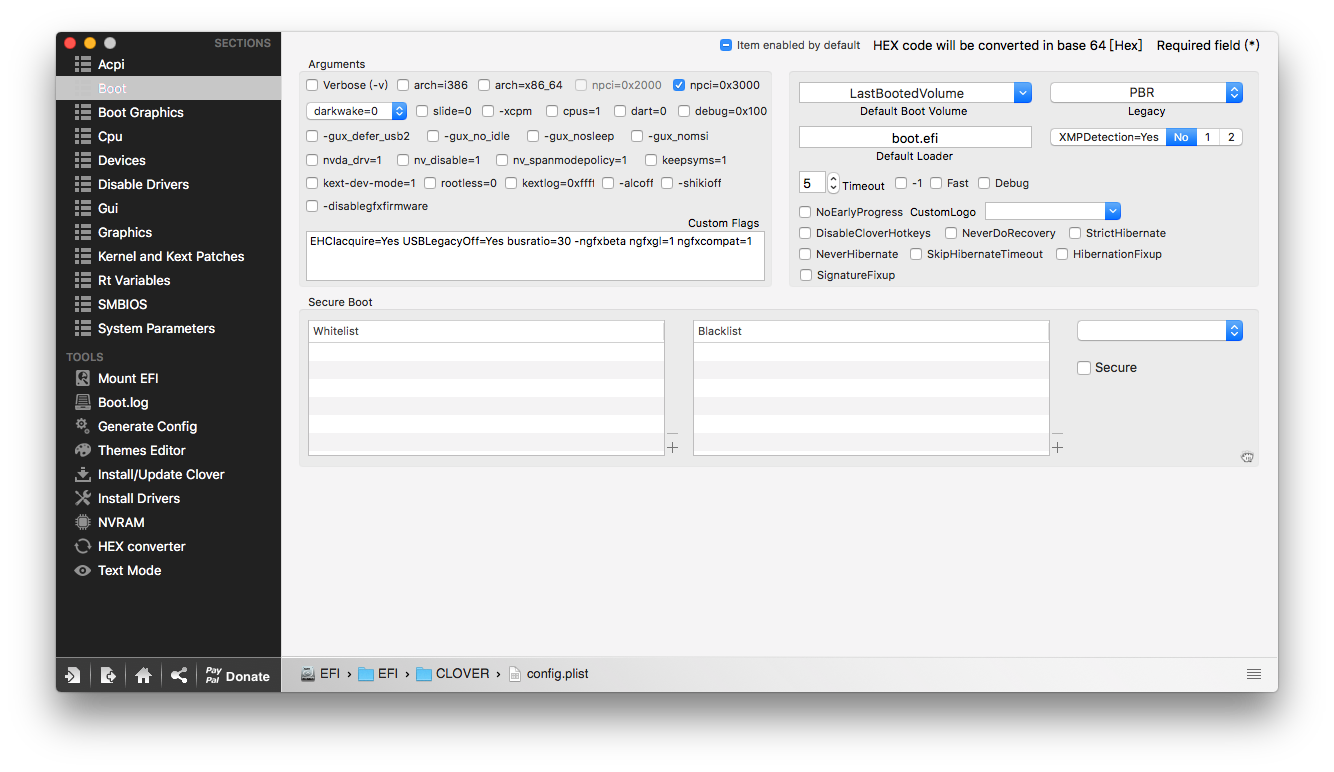 SECTIONS
Acpi
Boot
Boot Graphics
Cpu
Devices
Disable Drivers
Gui
Graphics
Kernel and Kext Patches
Rt Variables
SMBIOS
System Parameters
TOOLS
Mount EFI
Boot.log
Generate Config
Themes Editor
Install/Update Clover
Install Drivers
NVRAM
HEX converter
Text Mode
Pay
Pal
Donate
Item enabled by default HEX code will be converted in base 64 [Hex] Required field (*)
Arguments
Verbose (-v) arch=i386 arch=x86_64 npci=0x2000 npci=0x3000
darkwake=0 slide=0 -xcpm cpus=1 dart=0 debug=0x100
-gux_defer_usb2 -gux_no_idle -gux_nosleep -gux_nomsi
nvda_drv=1 nv_disable=1 nv_spanmodepolicy=1 keepsyms=1
kext-dev-mode=1 rootless=0 kextlog=0xffff -alcoff -shikioff
-disablegfxfirmware
Custom Flags
EHCIacquire=Yes USBLegacyOff=Yes busratio=30 -ngfxbeta ngfxgl=1 ngfxcompat=1
LastBootedVolume PBR
Default Boot Volume Legacy
boot.efi XMPDetection=Yes No 1 2
Default Loader
5 Timeout -1 Fast Debug
NoEarlyProgress CustomLogo
DisableCloverHotkeys NeverDoRecovery StrictHibernate
NeverHibernate SkipHibernateTimeout HibernationFixup
SignatureFixup
Secure Boot
Whitelist Blacklist
Secure
EFI › EFI › CLOVER › config.plist